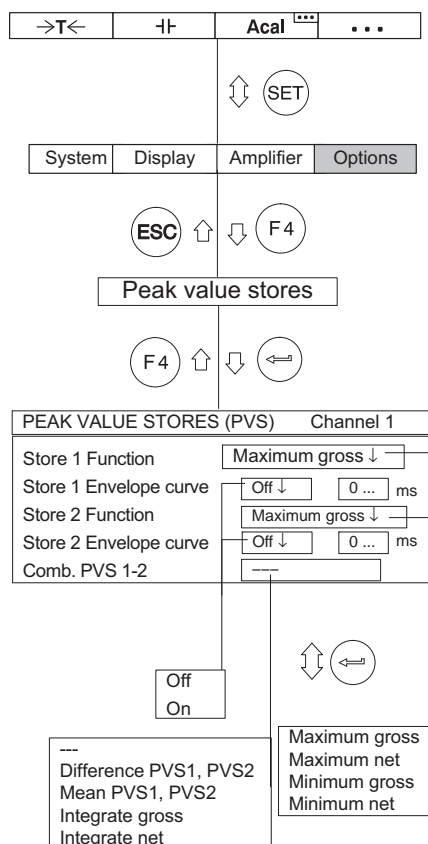 →T← ⊣⊢ Acal ...
SET
System Display Amplifier Options
ESC F4
Peak value stores
F4
PEAK VALUE STORES (PVS) Channel 1
Store 1 Function Maximum gross ↓
Store 1 Envelope curve Off ↓ 0 ... ms
Store 2 Function Maximum gross ↓
Store 2 Envelope curve Off ↓ 0 ... ms
Comb. PVS 1-2 ---
Off
On
---
Difference PVS1, PVS2
Mean PVS1, PVS2
Integrate gross
Integrate net
Maximum gross
Maximum net
Minimum gross
Minimum net